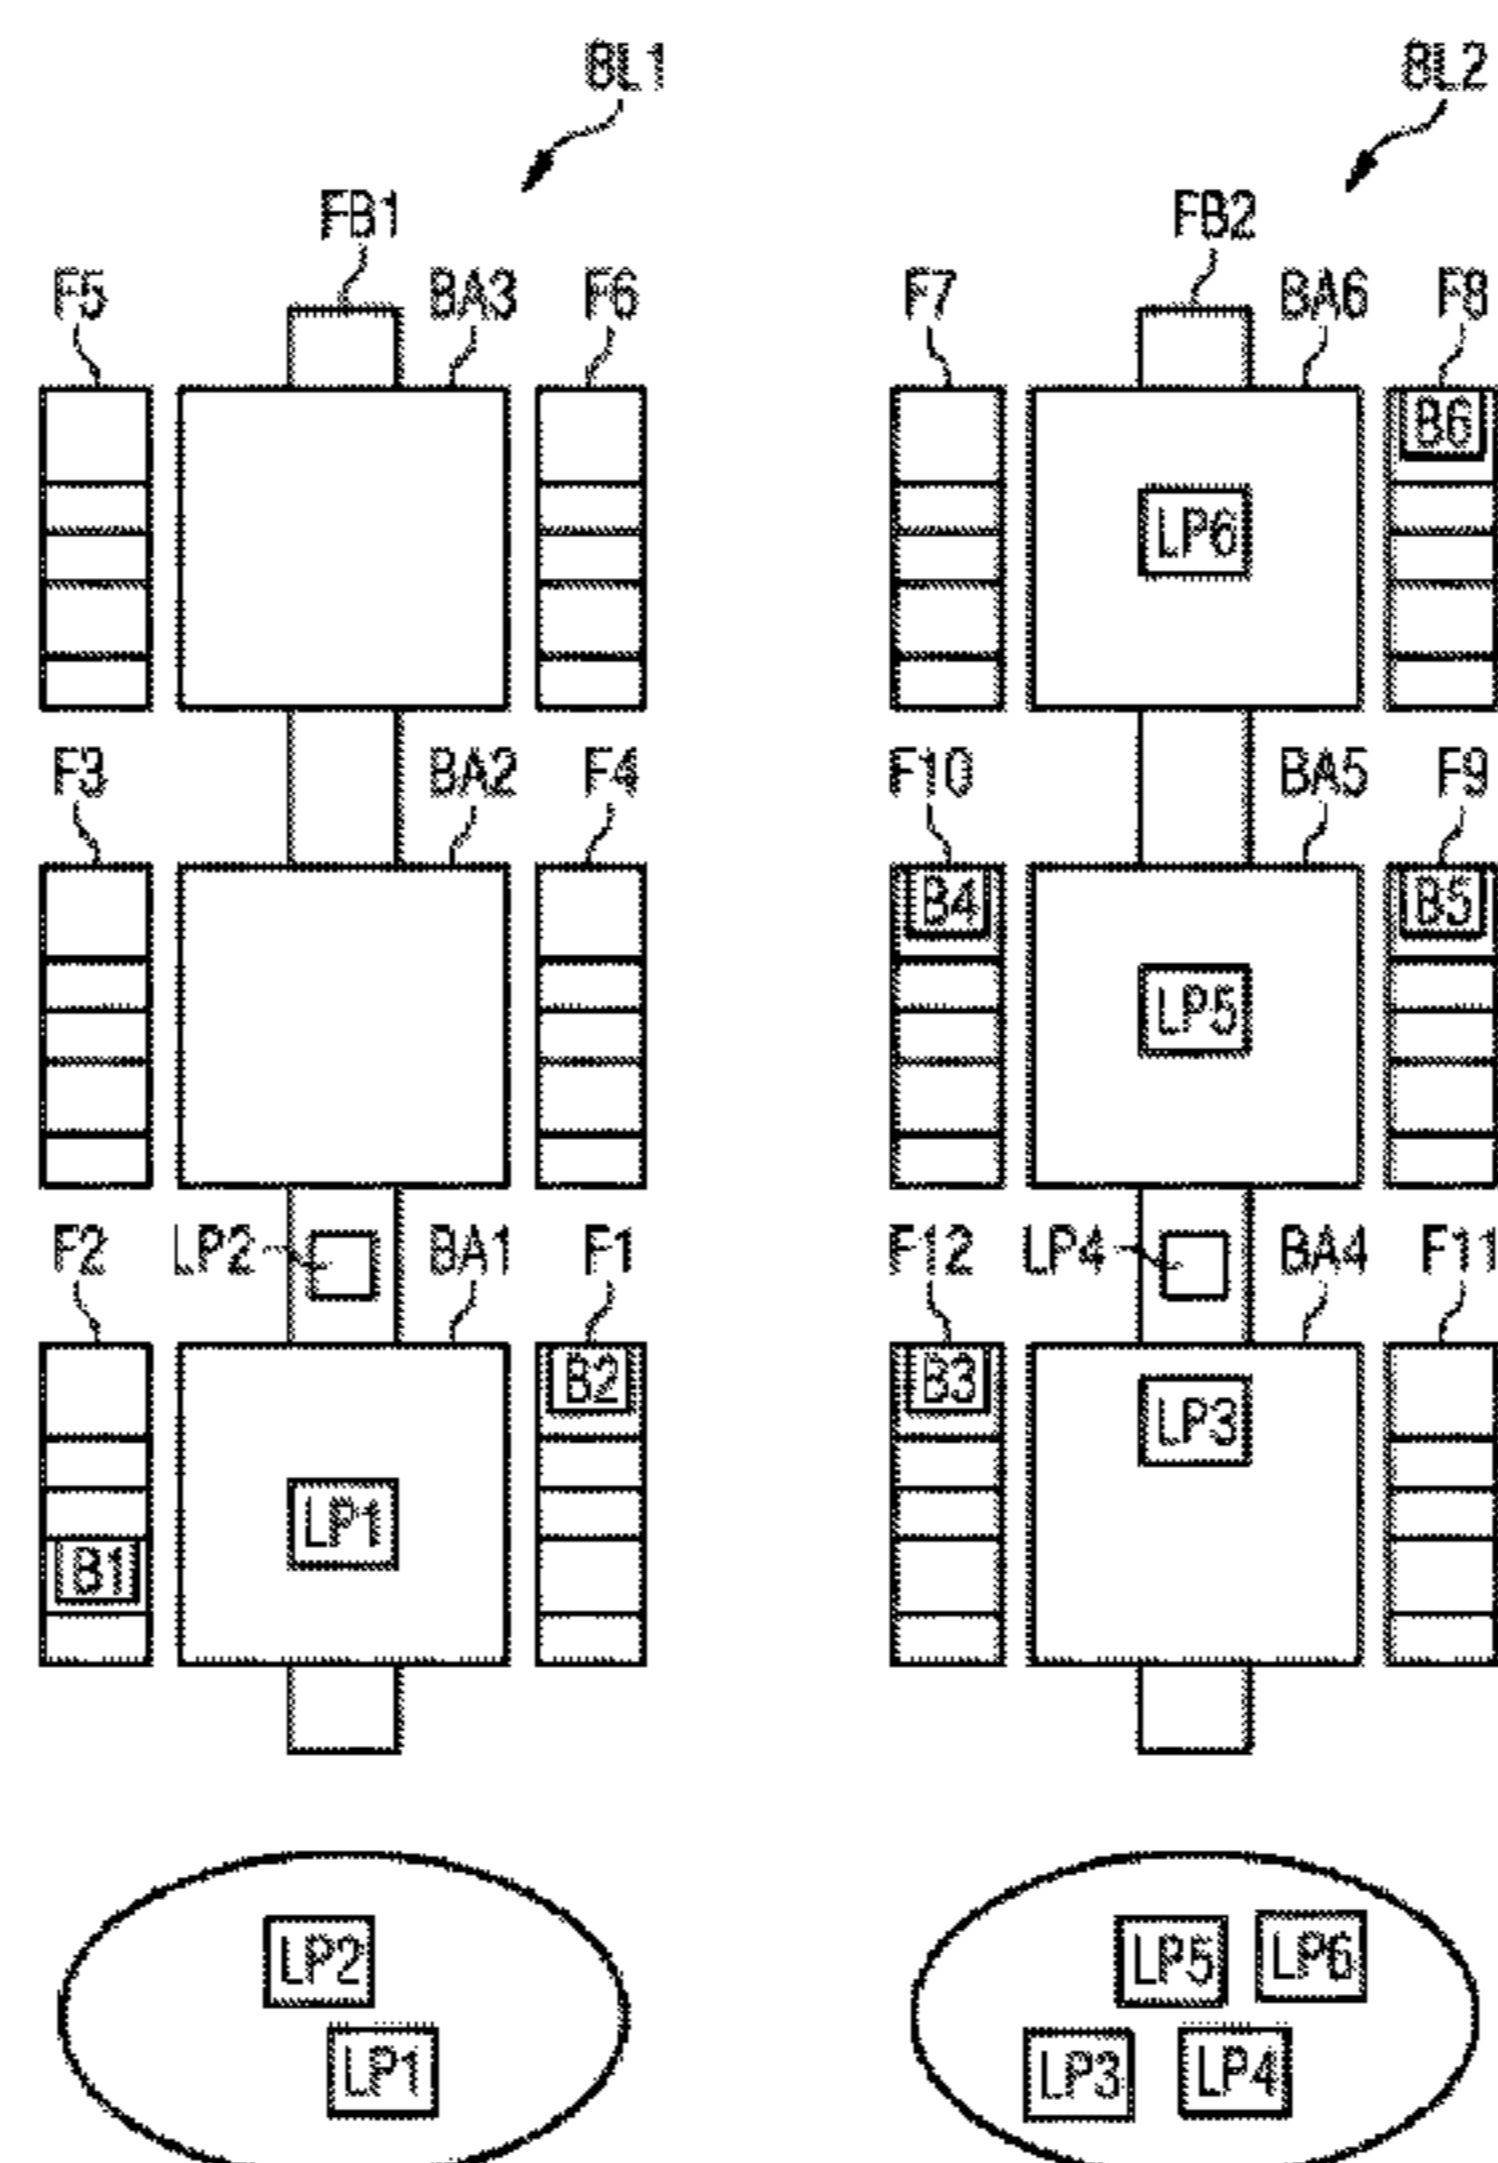 BL1 BL2
FB1 FB2
F5 BA3 F6 F7 BA6 F8
B6
LP6
F3 BA2 F4 F10 BA5 F9
B4 B5
LP5
F2 LP2 BA1 F1 F12 LP4 BA4 F11
B2 B3
LP3
LP1
B1
LP2 LP5 LP6
LP1 LP3 LP4